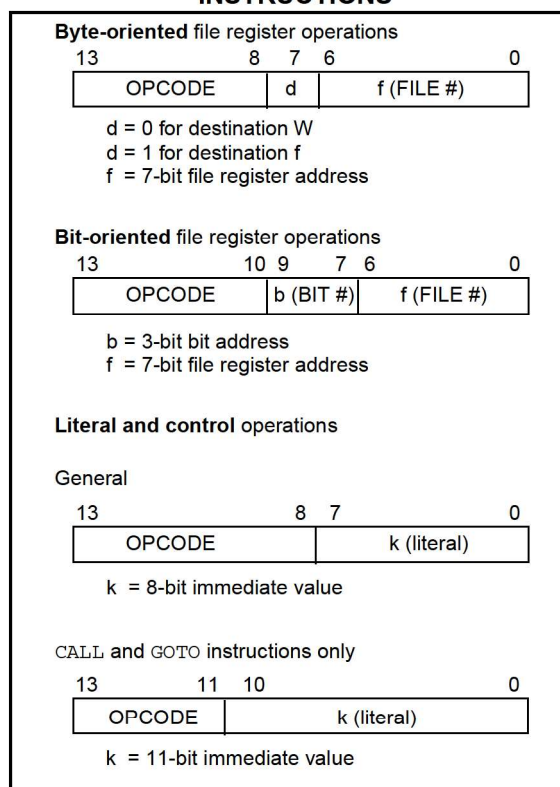 INSTRUCTIONS
Byte-oriented file register operations
13 8 7 6 0
OPCODE d f (FILE #)
d = 0 for destination W
d = 1 for destination f
f = 7-bit file register address
Bit-oriented file register operations
13 10 9 7 6 0
OPCODE b (BIT #) f (FILE #)
b = 3-bit bit address
f = 7-bit file register address
Literal and control operations
General
13 8 7 0
OPCODE k (literal)
k = 8-bit immediate value
CALL and GOTO instructions only
13 11 10 0
OPCODE k (literal)
k = 11-bit immediate value